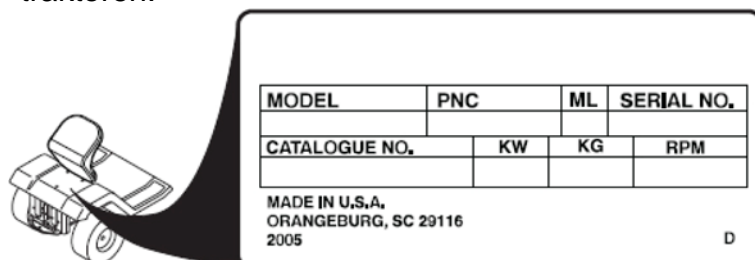 MODEL PNC ML SERIAL NO.
CATALOGUE NO. KW KG RPM
MADE IN U.S.A.
ORANGEBURG, SC 29116
2005 D